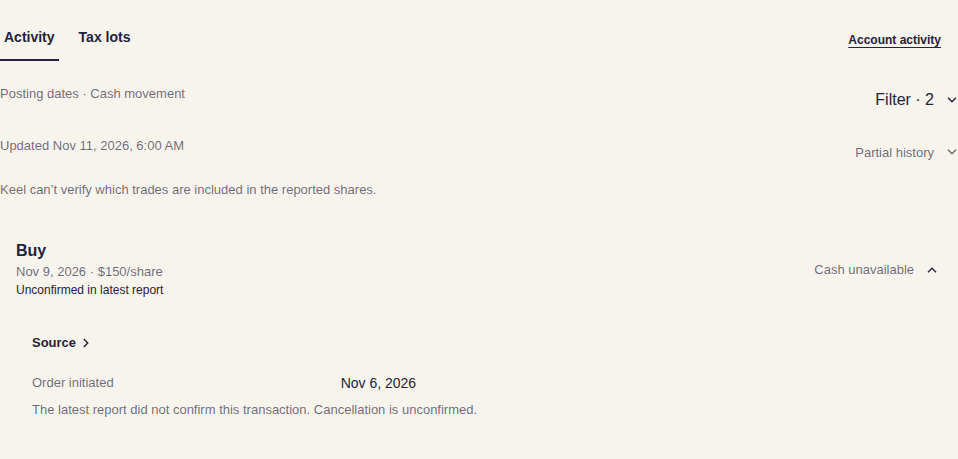 Activity Tax lots Account activity
Posting dates · Cash movement Filter · 2
Updated Nov 11, 2026, 6:00 AM Partial history
Keel can’t verify which trades are included in the reported shares.
Buy
Nov 9, 2026 · $150/share Cash unavailable
Unconfirmed in latest report
Source
Order initiated Nov 6, 2026
The latest report did not confirm this transaction. Cancellation is unconfirmed.